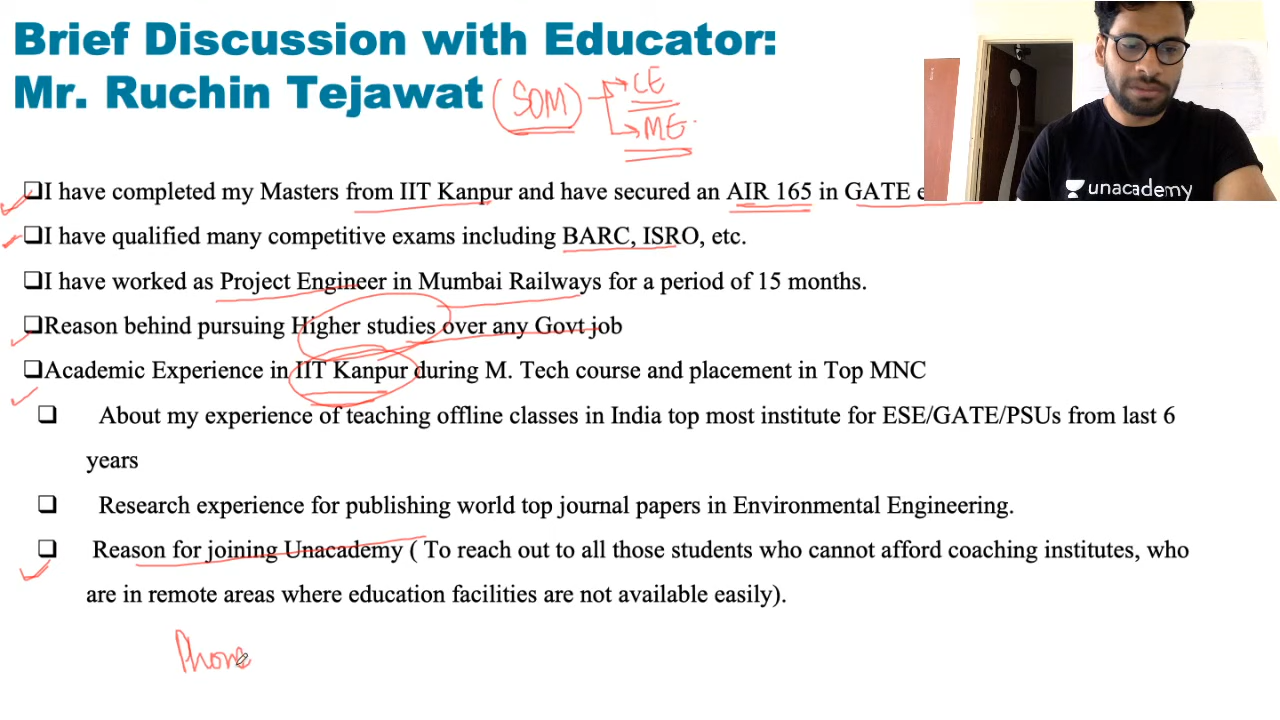 Brief Discussion with Educator:
Mr. Ruchin Tejawat (SOM) CE
ME
unacademy
❑I have completed my Masters from IIT Kanpur and have secured an AIR 165 in GATE
❑I have qualified many competitive exams including BARC, ISRO, etc.
❑I have worked as Project Engineer in Mumbai Railways for a period of 15 months.
❑Reason behind pursuing Higher studies over any Govt job
❑Academic Experience in IIT Kanpur during M. Tech course and placement in Top MNC
❑ About my experience of teaching offline classes in India top most institute for ESE/GATE/PSUs from last 6
years
❑ Research experience for publishing world top journal papers in Environmental Engineering.
❑ Reason for joining Unacademy ( To reach out to all those students who cannot afford coaching institutes, who
are in remote areas where education facilities are not available easily).
Phone